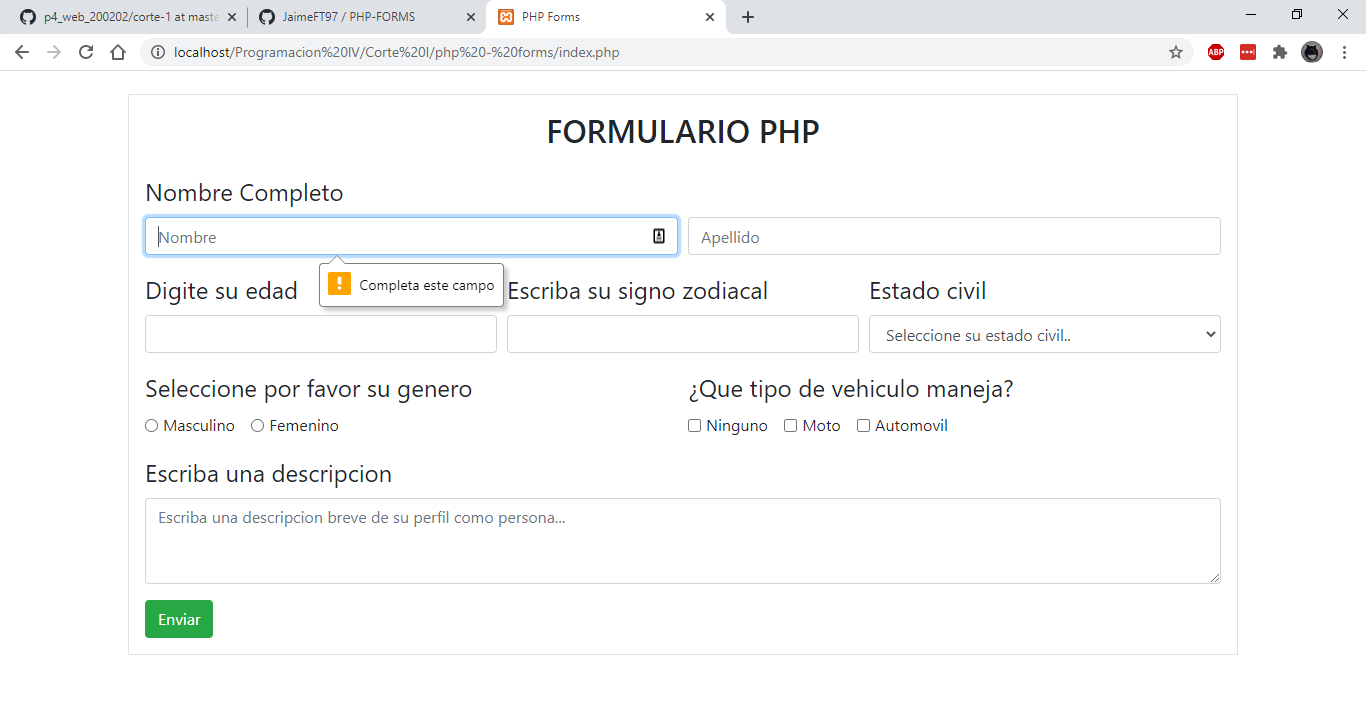 p4_web_200202/corte-1 at maste
JaimeFT97 / PHP-FORMS
PHP Forms
localhost/Programacion%20IV/Corte%20I/php%20-%20forms/index.php
ABP
FORMULARIO PHP
Nombre Completo
Nombre
Apellido
Completa este campo
Digite su edad
Escriba su signo zodiacal
Estado civil
Seleccione su estado civil..
Seleccione por favor su genero
¿Que tipo de vehiculo maneja?
Masculino Femenino
Ninguno Moto Automovil
Escriba una descripcion
Escriba una descripcion breve de su perfil como persona...
Enviar